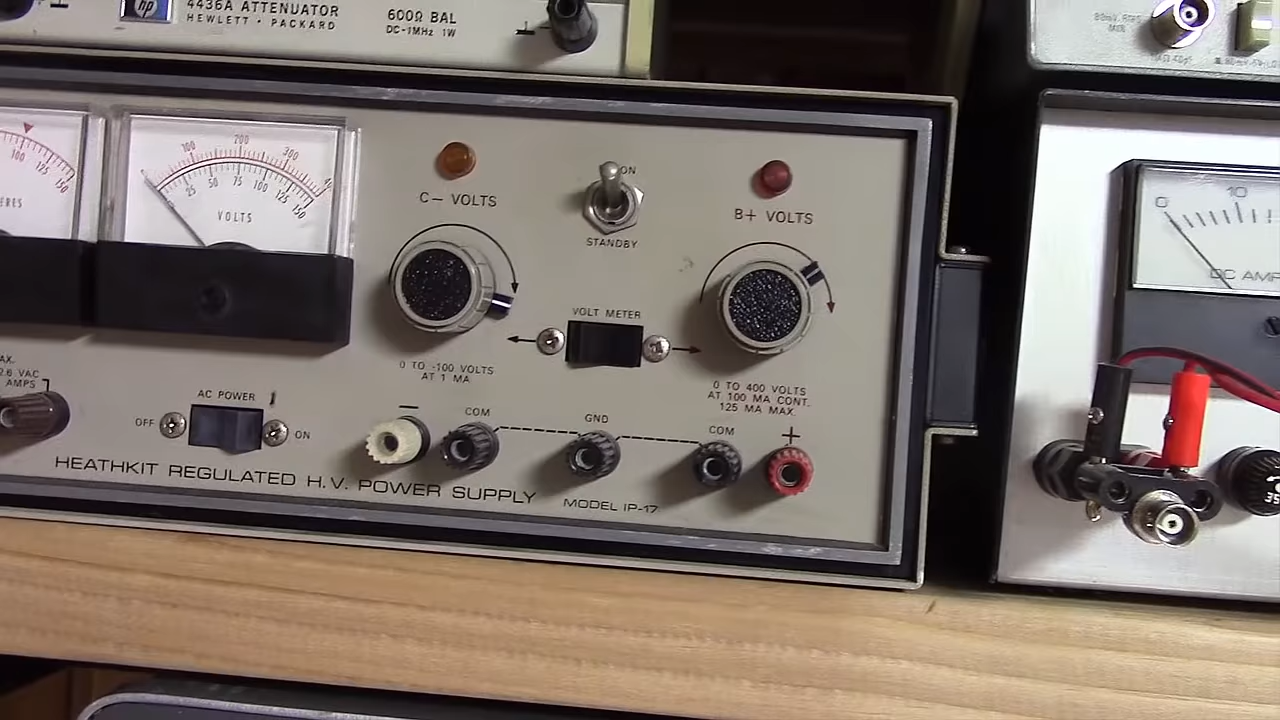 hp
4436A ATTENUATOR
HEWLETT • PACKARD
600Ω BAL
DC-1MHz 1W
100
125
150
100
200
300
25
50
75
100
125
150
VOLTS
C- VOLTS
ON
STANDBY
B+ VOLTS
0
10
DC AMP
VOLT METER
0 TO -100 VOLTS
AT 1 MA
0 TO 400 VOLTS
AT 100 MA CONT.
125 MA MAX.
AMPS
AC POWER
OFF
ON
−
COM
GND
COM
+
HEATHKIT REGULATED H.V. POWER SUPPLY
MODEL IP-17